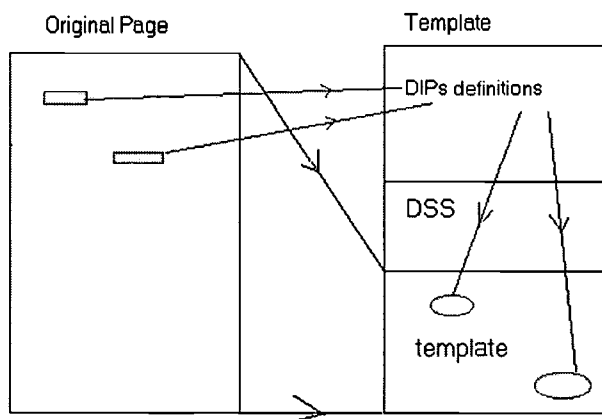 Original Page
Template
DIPs definitions
DSS
template